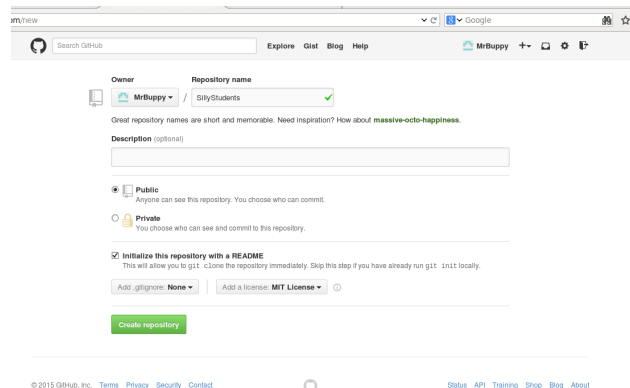 om/new
Google
Search GitHub
Explore Gist Blog Help
MrBuppy
Owner
Repository name
MrBuppy / SillyStudents
Great repository names are short and memorable. Need inspiration? How about massive-octo-happiness.
Description (optional)
Public
Anyone can see this repository. You choose who can commit.
Private
You choose who can see and commit to this repository.
Initialize this repository with a README
This will allow you to git clone the repository immediately. Skip this step if you have already run git init locally.
Add .gitignore: None
Add a license: MIT License
Create repository
© 2015 GitHub, Inc. Terms Privacy Security Contact
Status API Training Shop Blog About